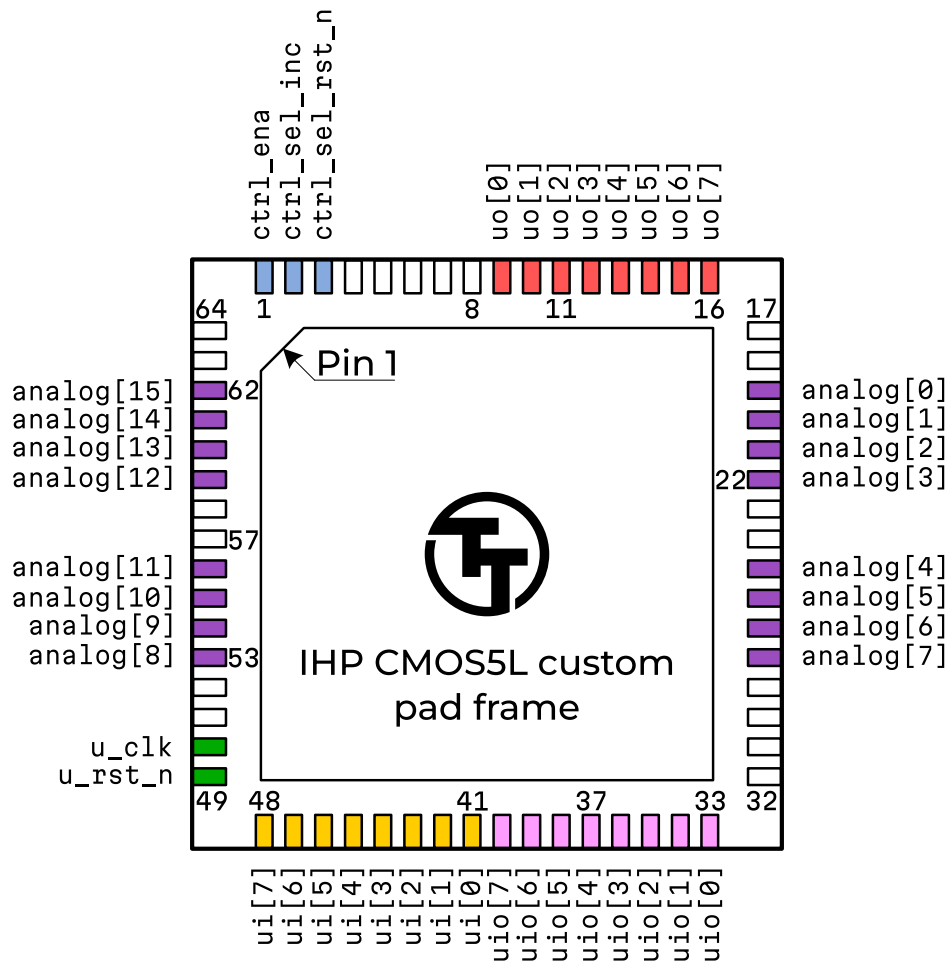 ctrl_ena
ctrl_sel_inc
ctrl_sel_rst_n
uo[0]
uo[1]
uo[2]
uo[3]
uo[4]
uo[5]
uo[6]
uo[7]
64
1
8
11
16
17
Pin 1
analog[15]
62
analog[14]
analog[13]
analog[12]
57
analog[11]
analog[10]
analog[9]
analog[8]
53
u_clk
u_rst_n
49
analog[0]
analog[1]
analog[2]
22
analog[3]
analog[4]
analog[5]
analog[6]
analog[7]
TT
IHP CMOS5L custom
pad frame
48
41
37
33
32
ui[7]
ui[6]
ui[5]
ui[4]
ui[3]
ui[2]
ui[1]
ui[0]
uio[7]
uio[6]
uio[5]
uio[4]
uio[3]
uio[2]
uio[1]
uio[0]